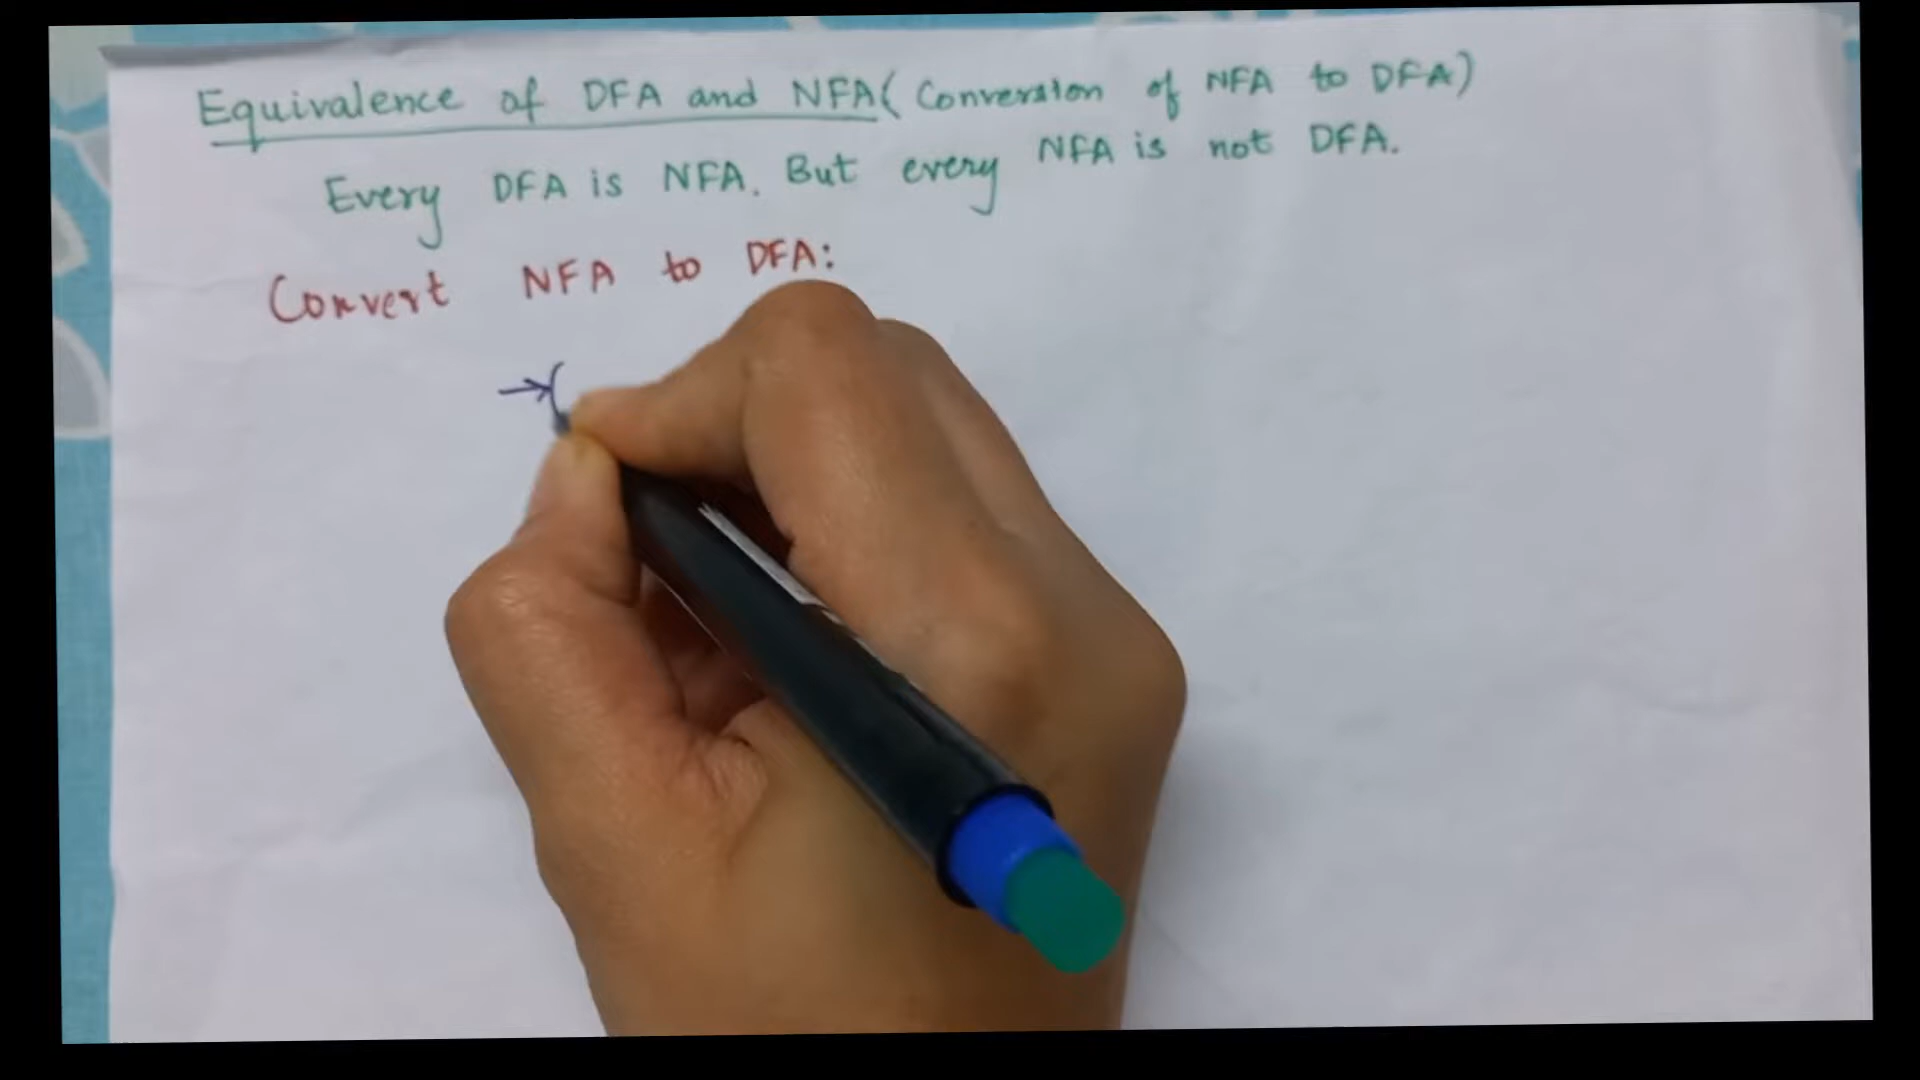 Equivalence of DFA and NFA (Conversion of NFA to DFA)
Every DFA is NFA. But every NFA is not DFA.
Convert NFA to DFA: